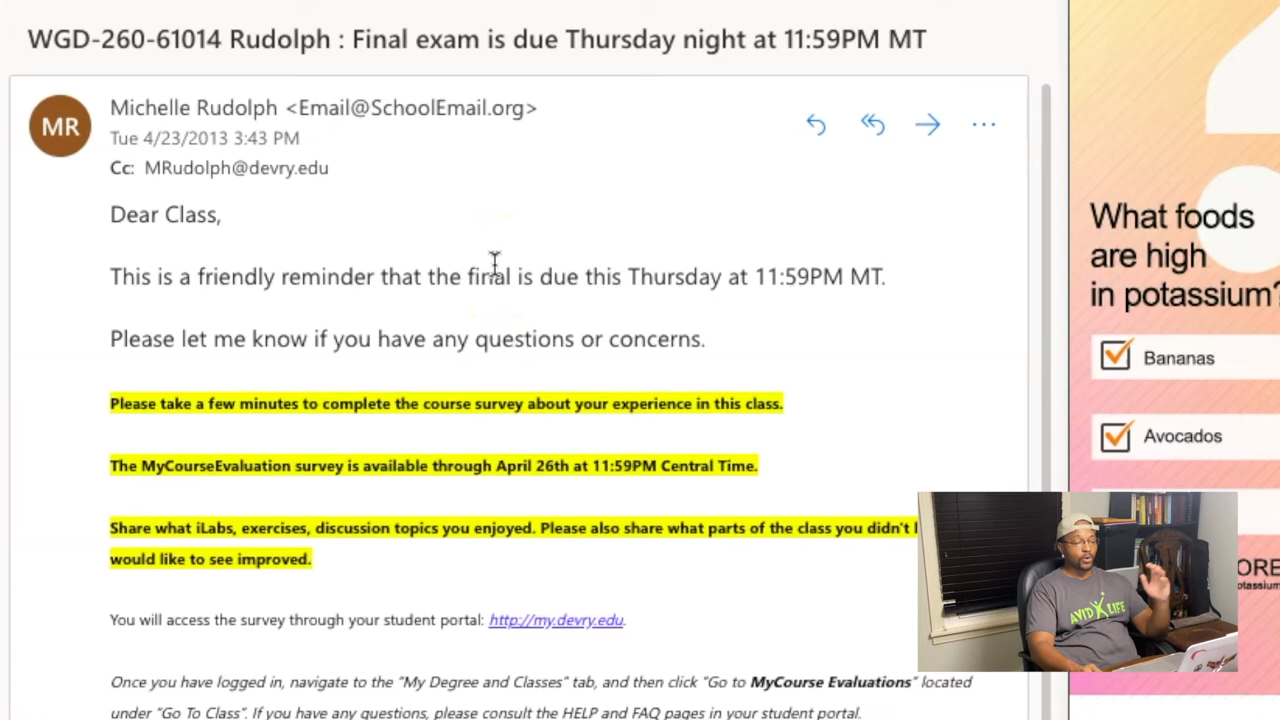 WGD-260-61014 Rudolph : Final exam is due Thursday night at 11:59PM MT
MR
Michelle Rudolph <Email@SchoolEmail.org>
Tue 4/23/2013 3:43 PM
Cc: MRudolph@devry.edu
Dear Class,
This is a friendly reminder that the final is due this Thursday at 11:59PM MT.
Please let me know if you have any questions or concerns.
Please take a few minutes to complete the course survey about your experience in this class.
The MyCourseEvaluation survey is available through April 26th at 11:59PM Central Time.
Share what iLabs, exercises, discussion topics you enjoyed. Please also share what parts of the class you didn't
would like to see improved.
You will access the survey through your student portal: http://my.devry.edu.
Once you have logged in, navigate to the "My Degree and Classes" tab, and then click "Go to MyCourse Evaluations" located
under "Go To Class". If you have any questions, please consult the HELP and FAQ pages in your student portal.
What foods
are high
in potassium?
Bananas
Avocados
AVID LIFE